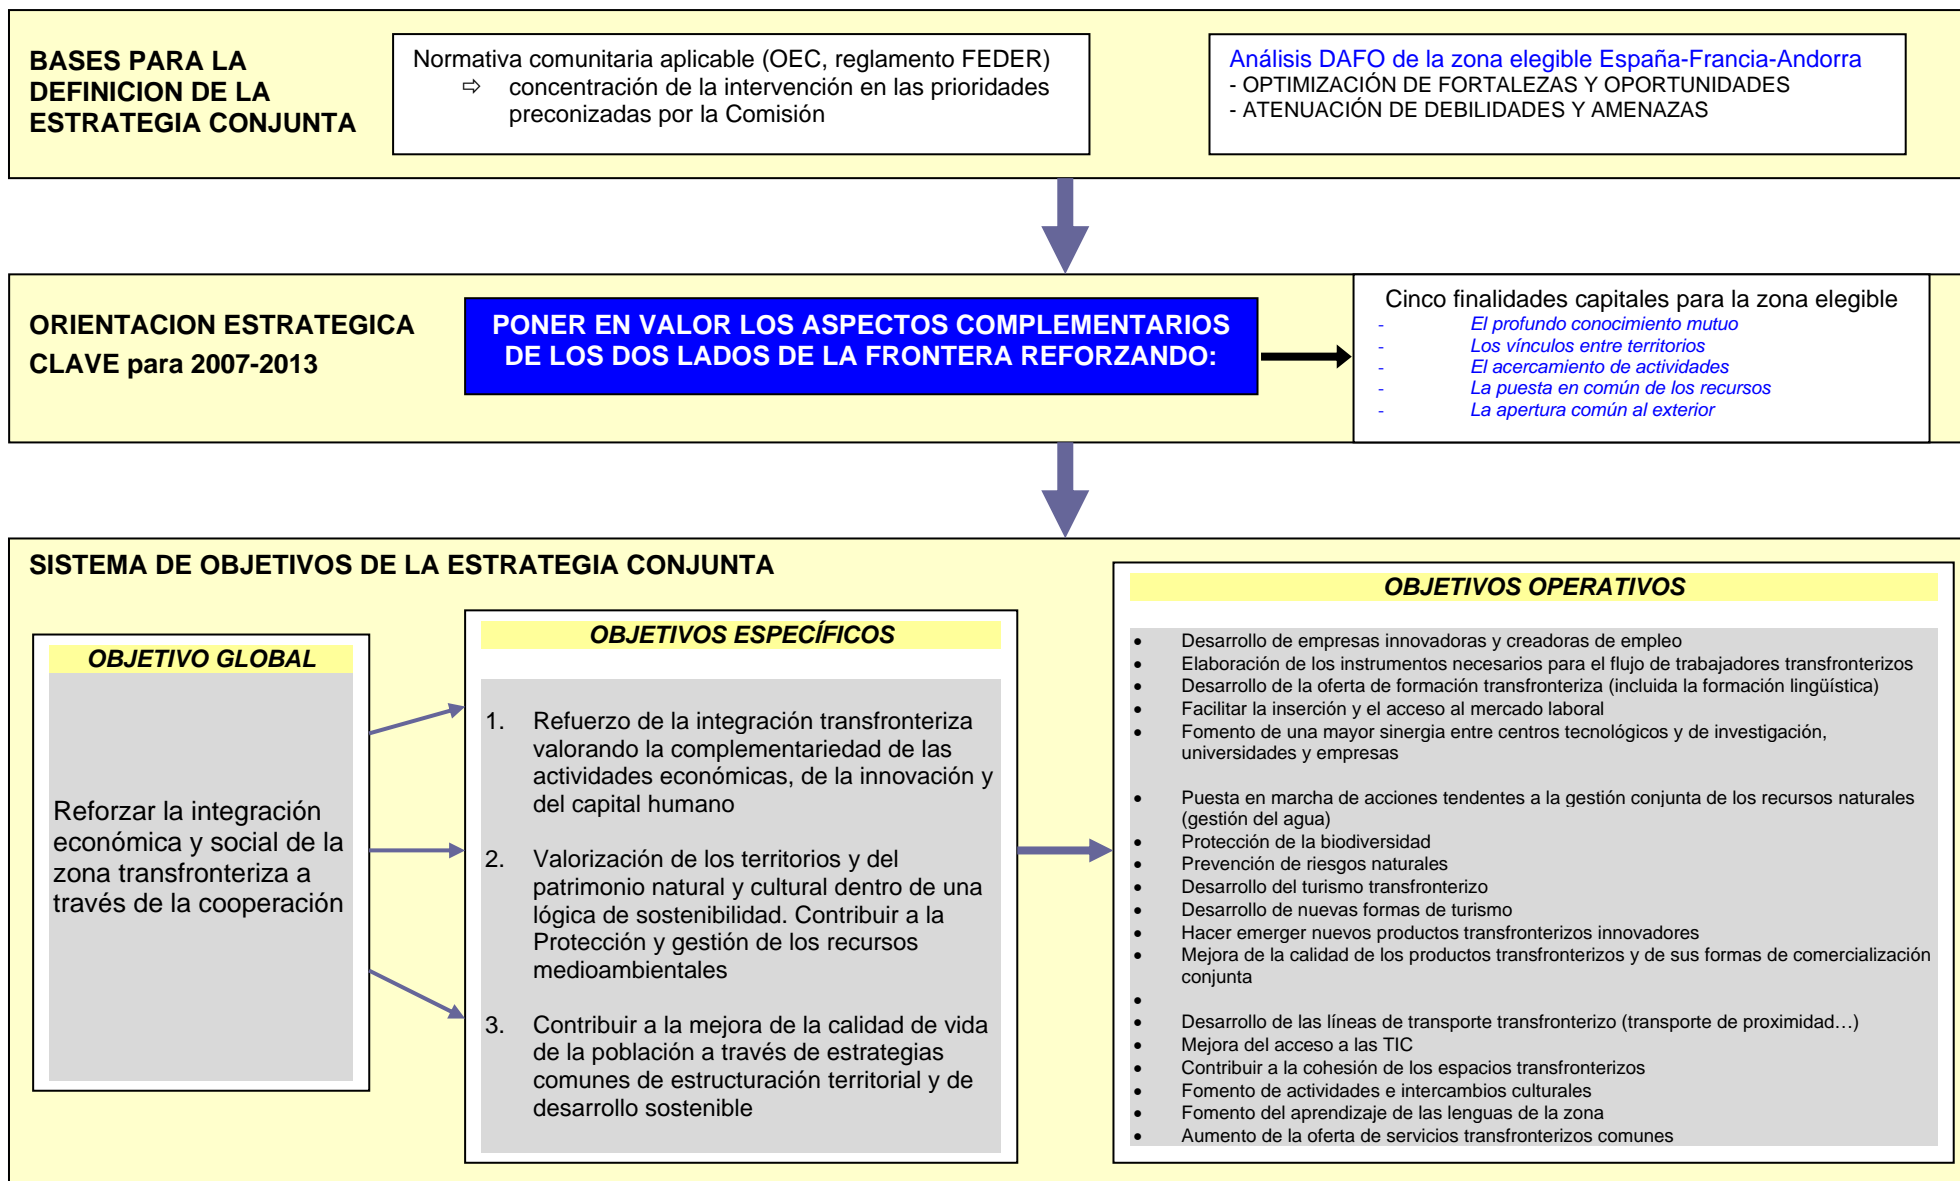 BASES PARA LA
DEFINICION DE LA
ESTRATEGIA CONJUNTA
Normativa comunitaria aplicable (OEC, reglamento FEDER)
⇨ concentración de la intervención en las prioridades
preconizadas por la Comisión
Análisis DAFO de la zona elegible España-Francia-Andorra
- OPTIMIZACIÓN DE FORTALEZAS Y OPORTUNIDADES
- ATENUACIÓN DE DEBILIDADES Y AMENAZAS
ORIENTACION ESTRATEGICA
CLAVE para 2007-2013
PONER EN VALOR LOS ASPECTOS COMPLEMENTARIOS
DE LOS DOS LADOS DE LA FRONTERA REFORZANDO:
Cinco finalidades capitales para la zona elegible
- El profundo conocimiento mutuo
- Los vínculos entre territorios
- El acercamiento de actividades
- La puesta en común de los recursos
- La apertura común al exterior
SISTEMA DE OBJETIVOS DE LA ESTRATEGIA CONJUNTA
OBJETIVO GLOBAL
Reforzar la integración
económica y social de la
zona transfronteriza a
través de la cooperación
OBJETIVOS ESPECÍFICOS
1. Refuerzo de la integración transfronteriza
valorando la complementariedad de las
actividades económicas, de la innovación y
del capital humano
2. Valorización de los territorios y del
patrimonio natural y cultural dentro de una
lógica de sostenibilidad. Contribuir a la
Protección y gestión de los recursos
medioambientales
3. Contribuir a la mejora de la calidad de vida
de la población a través de estrategias
comunes de estructuración territorial y de
desarrollo sostenible
OBJETIVOS OPERATIVOS
• Desarrollo de empresas innovadoras y creadoras de empleo
• Elaboración de los instrumentos necesarios para el flujo de trabajadores transfronterizos
• Desarrollo de la oferta de formación transfronteriza (incluida la formación lingüística)
• Facilitar la inserción y el acceso al mercado laboral
• Fomento de una mayor sinergia entre centros tecnológicos y de investigación,
universidades y empresas
• Puesta en marcha de acciones tendentes a la gestión conjunta de los recursos naturales
(gestión del agua)
• Protección de la biodiversidad
• Prevención de riesgos naturales
• Desarrollo del turismo transfronterizo
• Desarrollo de nuevas formas de turismo
• Hacer emerger nuevos productos transfronterizos innovadores
• Mejora de la calidad de los productos transfronterizos y de sus formas de comercialización
conjunta
•
• Desarrollo de las líneas de transporte transfronterizo (transporte de proximidad…)
• Mejora del acceso a las TIC
• Contribuir a la cohesión de los espacios transfronterizos
• Fomento de actividades e intercambios culturales
• Fomento del aprendizaje de las lenguas de la zona
• Aumento de la oferta de servicios transfronterizos comunes